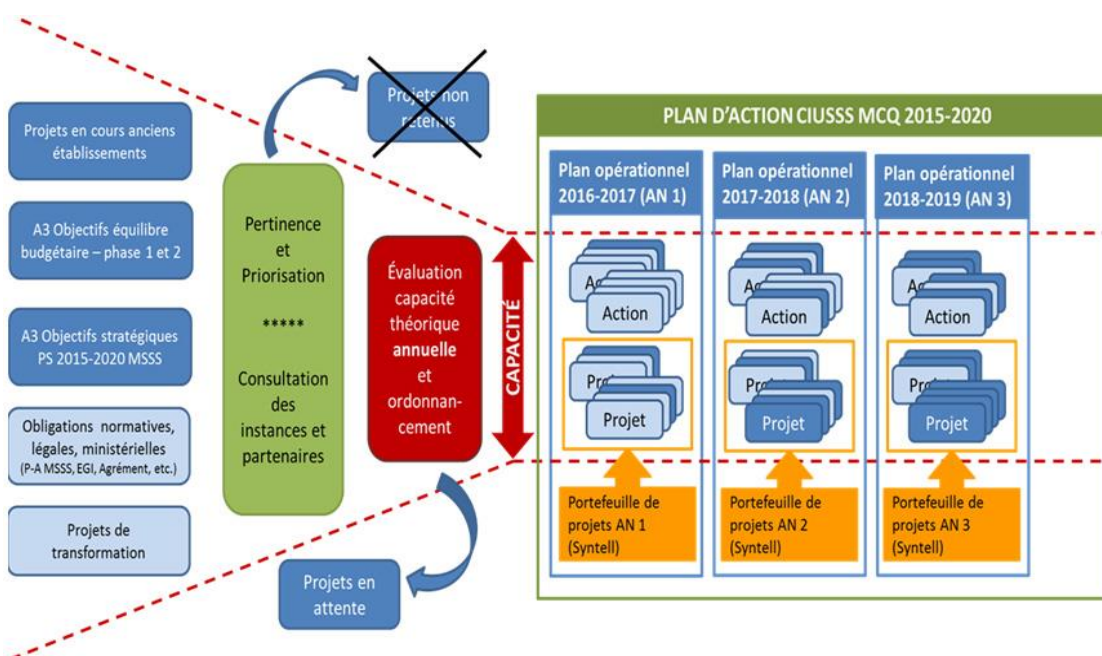 Projets en cours anciens
établissements
A3 Objectifs équilibre
budgétaire – phase 1 et 2
A3 Objectifs stratégiques
PS 2015-2020 MSSS
Obligations normatives,
légales, ministérielles
(P-A MSSS, EGI, Agrément, etc.)
Projets de
transformation
Pertinence
et
Priorisation
*****
Consultation
des
instances et
partenaires
Projets non
retenus
Évaluation
capacité
théorique
annuelle
et
ordonnan-
cement
Projets en
attente
CAPACITÉ
PLAN D'ACTION CIUSSS MCQ 2015-2020
Plan opérationnel
2016-2017 (AN 1)
Action
Projet
Portefeuille de
projets AN 1
(Syntell)
Plan opérationnel
2017-2018 (AN 2)
Action
Projet
Projet
Portefeuille de
projets AN 2
(Syntell)
Plan opérationnel
2018-2019 (AN 3)
Action
Projet
Portefeuille de
projets AN 3
(Syntell)